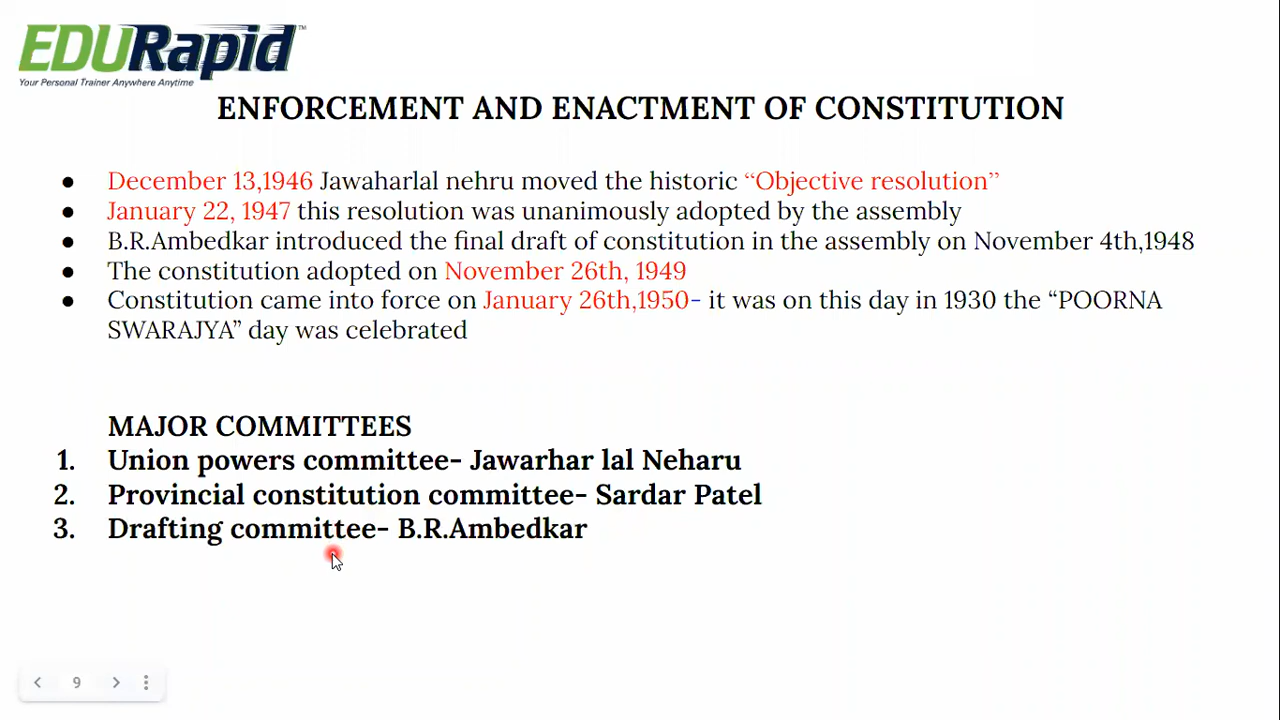 EDURapid™
Your Personal Trainer Anywhere Anytime
ENFORCEMENT AND ENACTMENT OF CONSTITUTION
● December 13,1946 Jawaharlal nehru moved the historic “Objective resolution”
● January 22, 1947 this resolution was unanimously adopted by the assembly
● B.R.Ambedkar introduced the final draft of constitution in the assembly on November 4th,1948
● The constitution adopted on November 26th, 1949
● Constitution came into force on January 26th,1950- it was on this day in 1930 the “POORNA
SWARAJYA” day was celebrated
MAJOR COMMITTEES
1. Union powers committee- Jawarhar lal Neharu
2. Provincial constitution committee- Sardar Patel
3. Drafting committee- B.R.Ambedkar
9